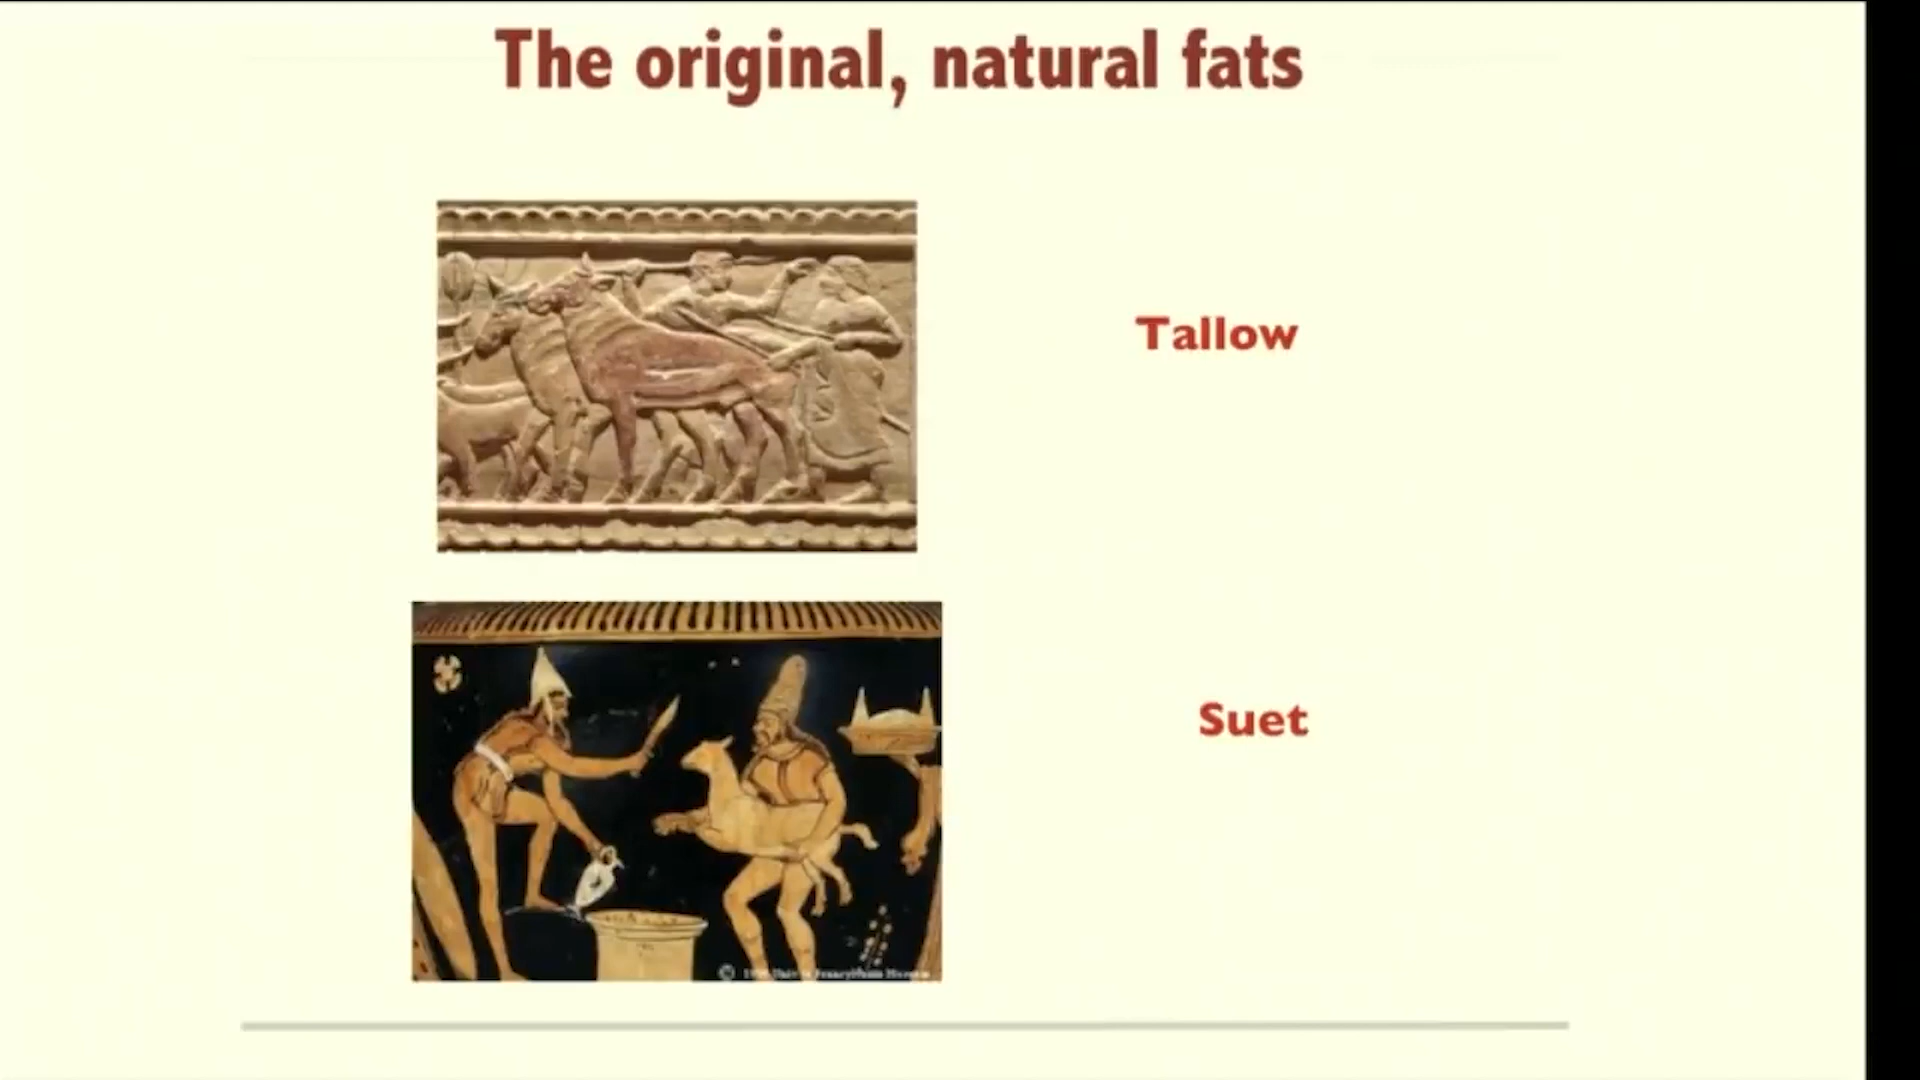 The original, natural fats
Tallow
Suet
©